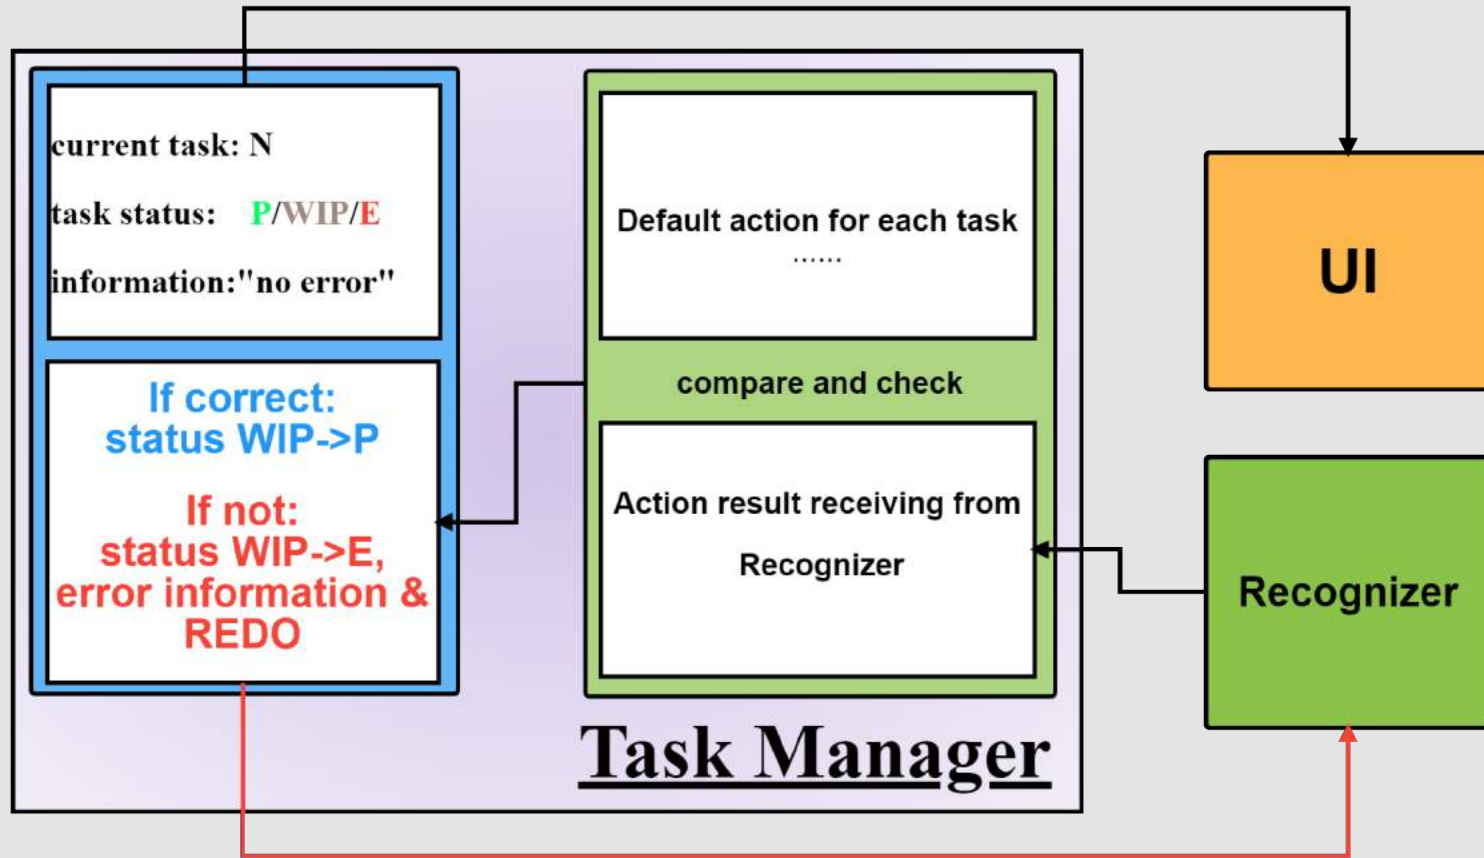 current task: N
task status: P/WIP/E
information:"no error"
If correct:
status WIP->P
If not:
status WIP->E,
error information &
REDO
Default action for each task
......
compare and check
Action result receiving from
Recognizer
Task Manager
UI
Recognizer